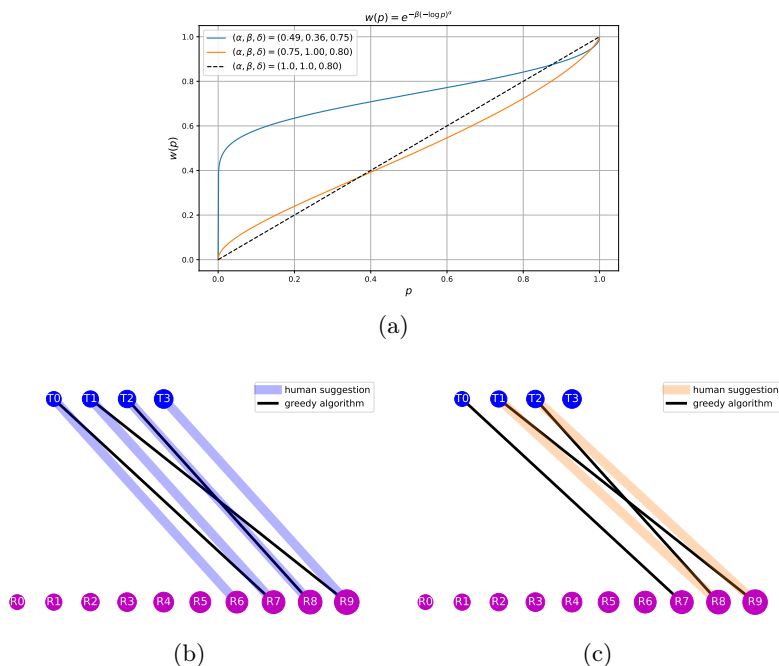 w(p) = e^{-β(-log p)^α}
(α, β, δ) = (0.49, 0.36, 0.75)
(α, β, δ) = (0.75, 1.00, 0.80)
(α, β, δ) = (1.0, 1.0, 0.80)
1.0
0.8
0.6
0.4
0.2
0.0
w(p)
0.0 0.2 0.4 0.6 0.8 1.0
p
(a)
T0 T1 T2 T3
human suggestion
greedy algorithm
R0 R1 R2 R3 R4 R5 R6 R7 R8 R9
(b)
T0 T1 T2 T3
human suggestion
greedy algorithm
R0 R1 R2 R3 R4 R5 R6 R7 R8 R9
(c)